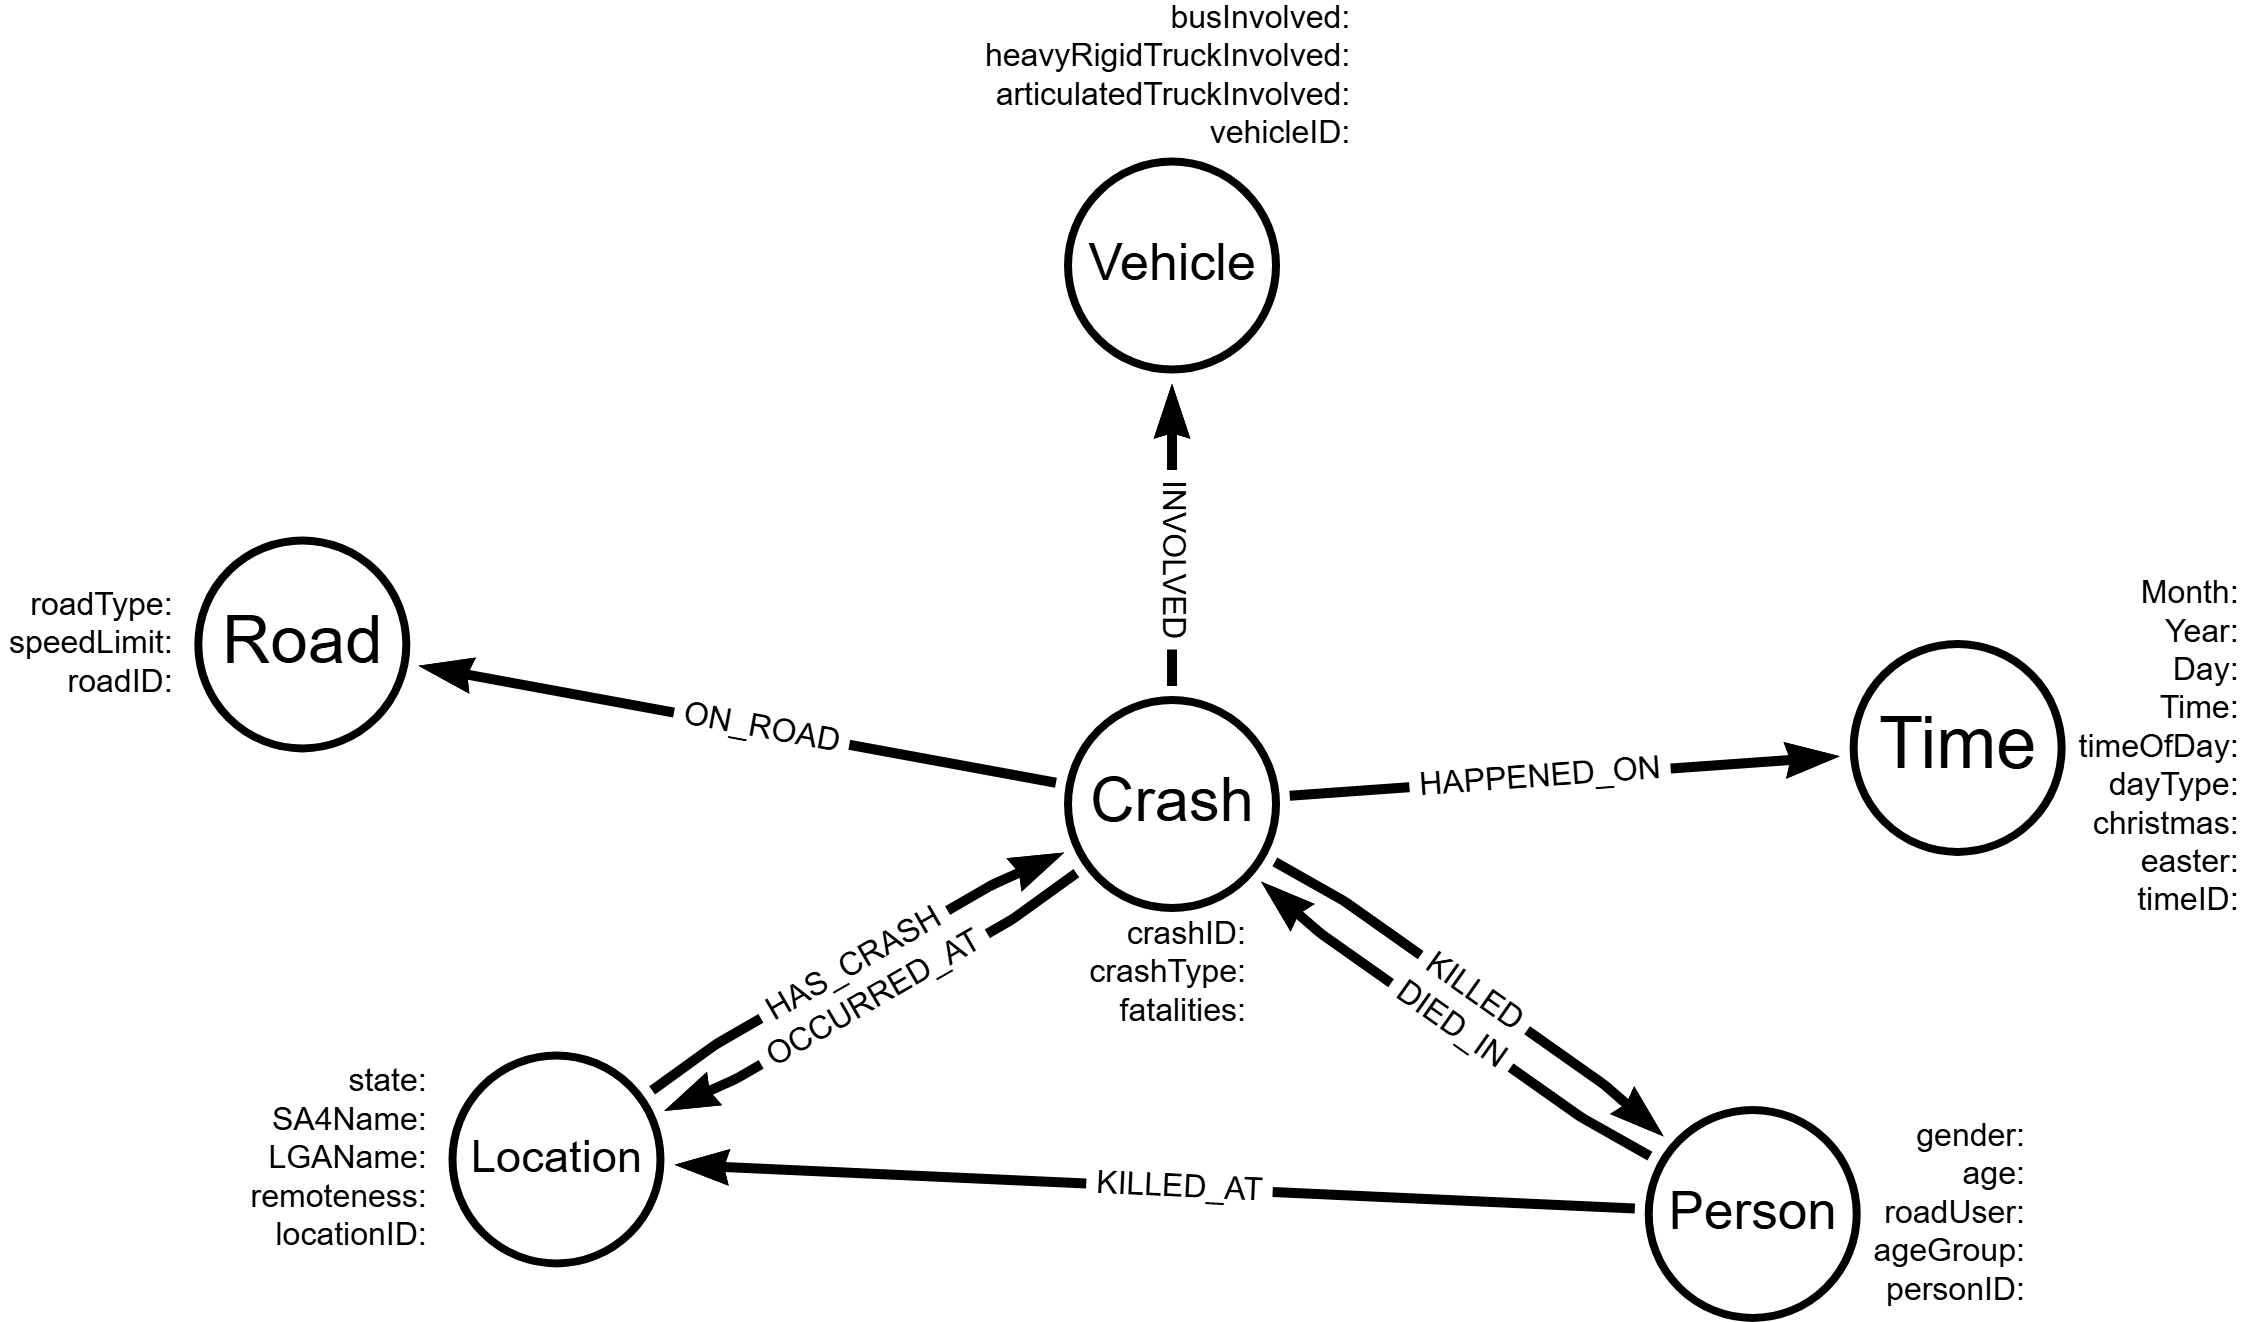 busInvolved:
heavyRigidTruckInvolved:
articulatedTruckInvolved:
vehicleID:
Vehicle
INVOLVED
roadType:
speedLimit:
roadID:
Road
ON_ROAD
Crash
crashID:
crashType:
fatalities:
HAPPENED_ON
Time
Month:
Year:
Day:
Time:
timeOfDay:
dayType:
christmas:
easter:
timeID:
HAS_CRASH
OCCURRED_AT
KILLED
DIED_IN
state:
SA4Name:
LGAName:
remoteness:
locationID:
Location
KILLED_AT
Person
gender:
age:
roadUser:
ageGroup:
personID: